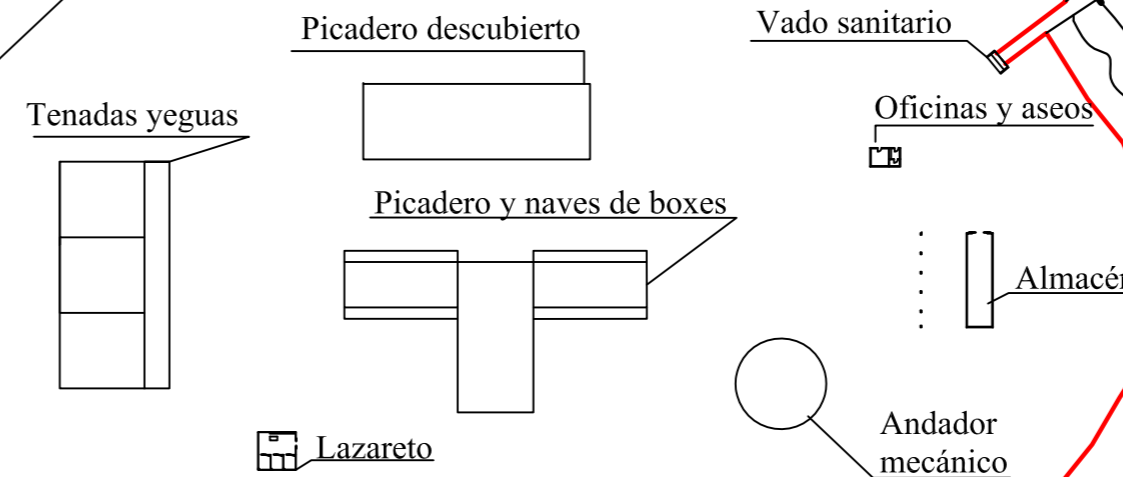 Picadero descubierto
Vado sanitario
Tenadas yeguas
Oficinas y aseos
Picadero y naves de boxes
Lazareto
Andador
mecánico